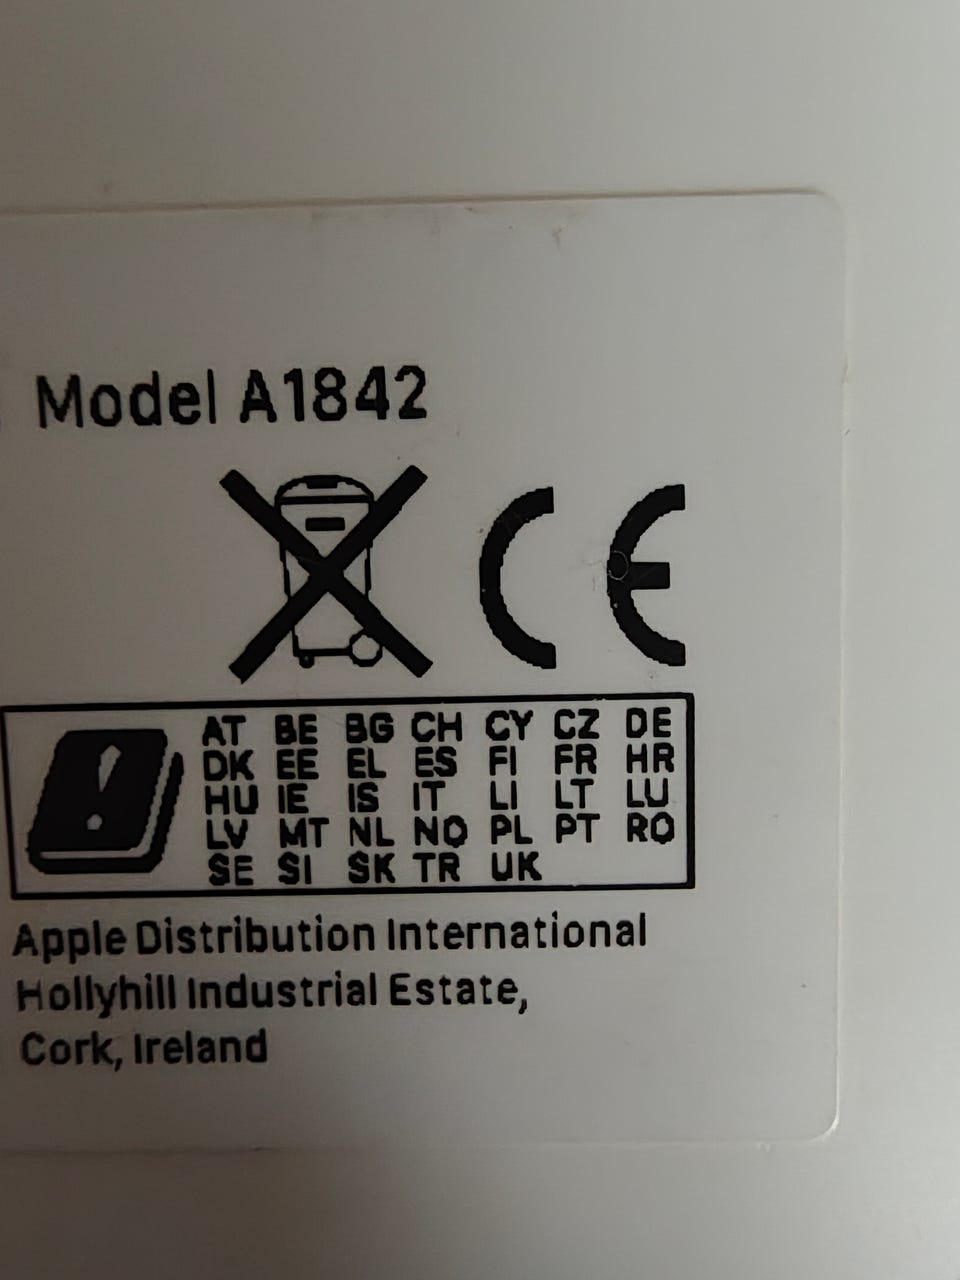 Model A1842
CE
AT BE BG CH CY CZ DE
DK EE EL ES FI FR HR
HU IE IS IT LI LT LU
LV MT NL NO PL PT RO
SE SI SK TR UK
Apple Distribution International
Hollyhill Industrial Estate,
Cork, Ireland